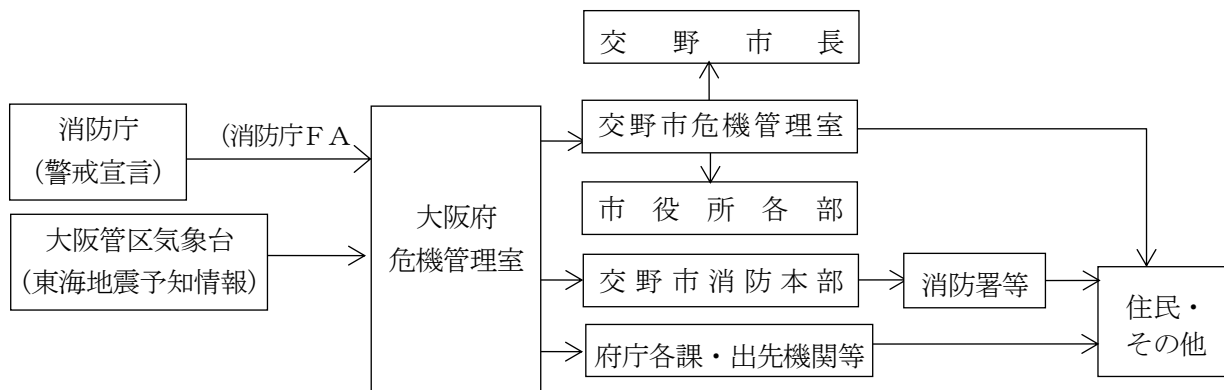 交野市長
消防庁
(警戒宣言)
(消防庁ＦＡ
交野市危機管理室
市役所各部
大阪管区気象台
(東海地震予知情報)
大阪府
危機管理室
交野市消防本部
消防署等
府庁各課・出先機関等
住民・
その他